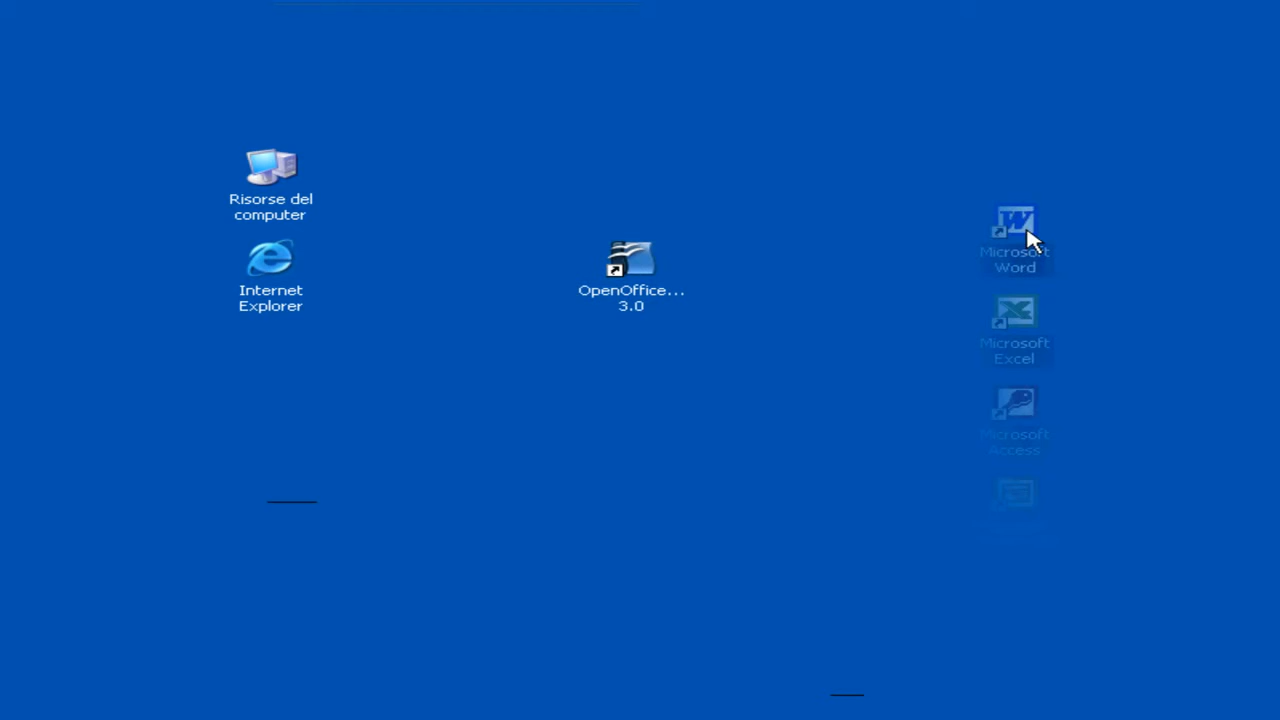 Risorse del
computer
Internet
Explorer
OpenOffice...
3.0
Microsoft
Word
Microsoft
Excel
Microsoft
Access